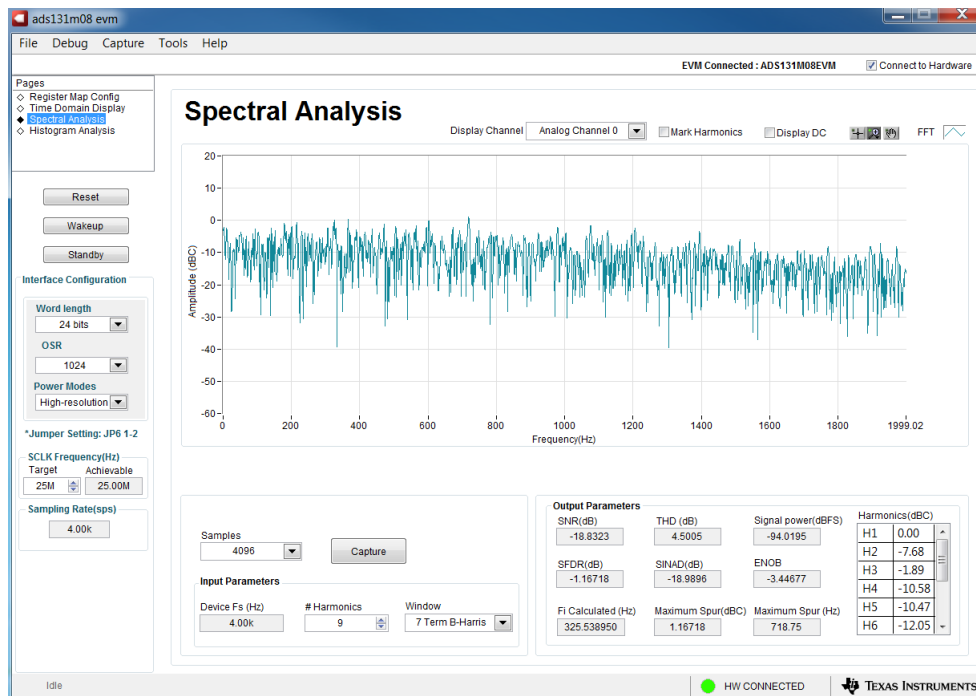 ads131m08 evm
File Debug Capture Tools Help
EVM Connected : ADS131M08EVM Connect to Hardware
Pages
Register Map Config
Time Domain Display
Spectral Analysis
Histogram Analysis
Reset
Wakeup
Standby
Interface Configuration
Word length
24 bits
OSR
1024
Power Modes
High-resolution
*Jumper Setting: JP6 1-2
SCLK Frequency(Hz)
Target Achievable
25M 25.00M
Sampling Rate(sps)
4.00k
Spectral Analysis
Display Channel Analog Channel 0 Mark Harmonics Display DC FFT
Amplitude (dBC)
20
10
0
-10
-20
-30
-40
-50
-60
0 200 400 600 800 1000 1200 1400 1600 1800 1999.02
Frequency(Hz)
Samples
4096 Capture
Input Parameters
Device Fs (Hz) # Harmonics Window
4.00k 9 7 Term B-Harris
Output Parameters
SNR(dB) THD (dB) Signal power(dBFS)
-18.8323 4.5005 -94.0195
SFDR(dB) SINAD(dB) ENOB
-1.16718 -18.9896 -3.44677
Fi Calculated (Hz) Maximum Spur(dBC) Maximum Spur (Hz)
325.538950 1.16718 718.75
Harmonics(dBC)
H1 0.00
H2 -7.68
H3 -1.89
H4 -10.58
H5 -10.47
H6 -12.05
Idle HW CONNECTED TEXAS INSTRUMENTS